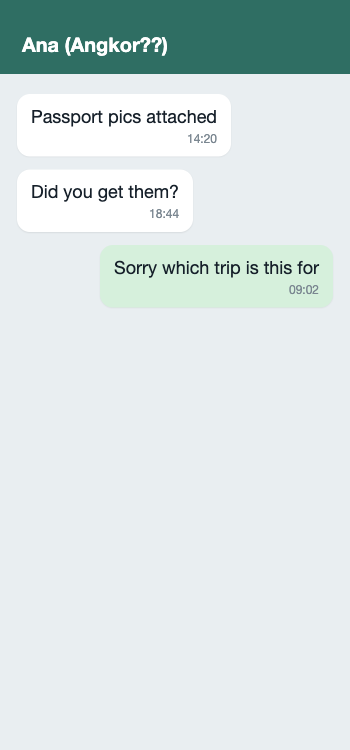 Ana (Angkor??)
Passport pics attached
14:20
Did you get them?
18:44
Sorry which trip is this for
09:02